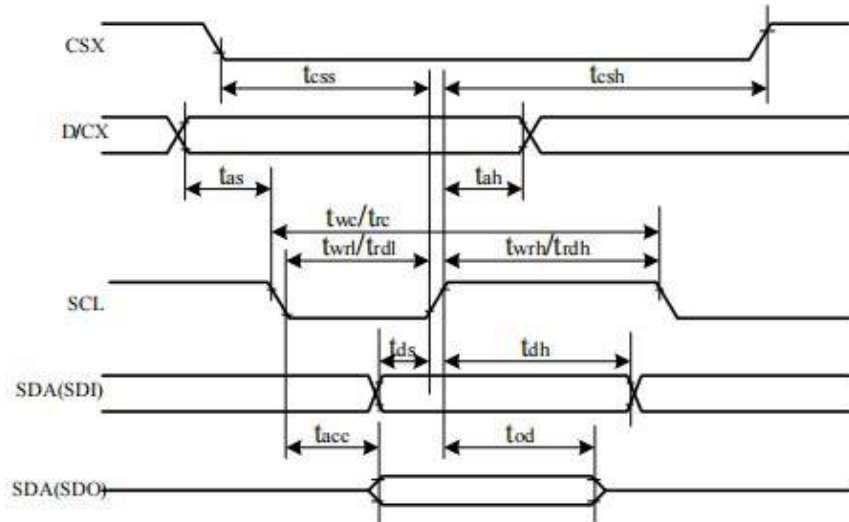 CSX
tcss tcsh
D/CX
tas tah
twc/trc
twrl/trdl twrh/trdh
SCL
tds tdh
SDA(SDI)
tacc tod
SDA(SDO)